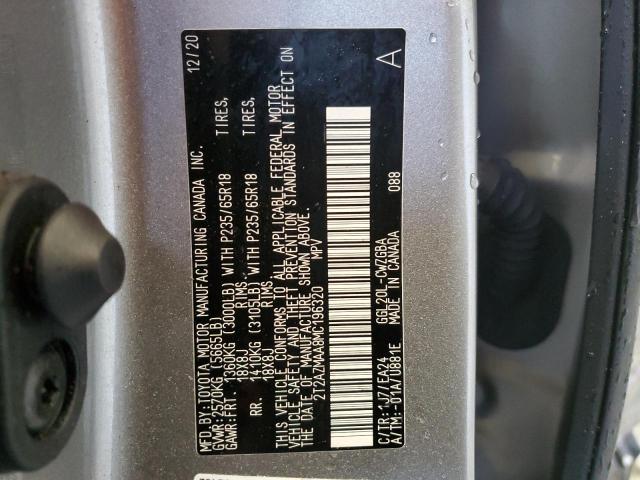 MFD.BY:TOYOTA MOTOR MANUFACTURING CANADA INC. 12/20
GVWR:2570KG (5665LB)
GAWR:FRT. 1360KG (3000LB) WITH P235/65R18 TIRES,
18X8J RIMS
RR. 1410KG (3105LB) WITH P235/65R18 TIRES,
18X8J RIMS
THIS VEHICLE CONFORMS TO ALL APPLICABLE FEDERAL MOTOR
VEHICLE SAFETY AND THEFT PREVENTION STANDARDS IN EFFECT ON
THE DATE OF MANUFACTURE SHOWN ABOVE.
2T2AZMAA8MC196320 MPV
088 A
C/TR:1J7/EA24 GGL20L-CWZGBA
A/TM:-01A/U881E MADE IN CANADA